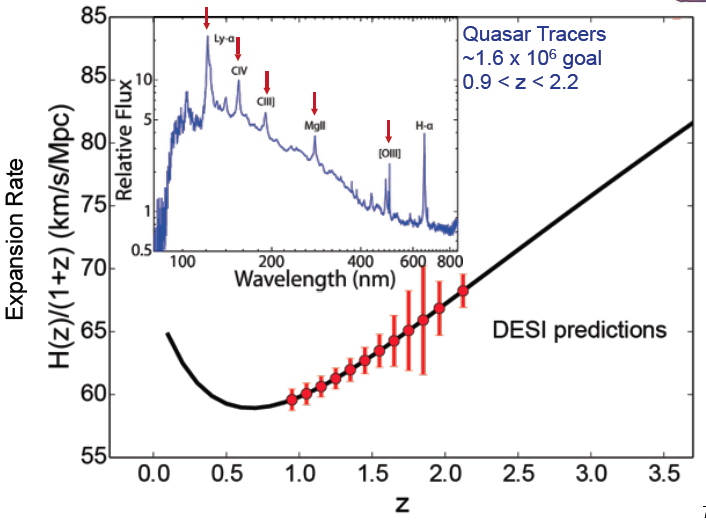 85
85
80
75
70
65
60
55
Expansion Rate
H(z)/(1+z) (km/s/Mpc)
Relative Flux
10
5
1
0.5
Ly-α
CIV
CIII]
MgII
[OIII]
H-α
100
200
400
600
800
Wavelength (nm)
Quasar Tracers
~1.6 x 10⁶ goal
0.9 < z < 2.2
DESI predictions
0.0
0.5
1.0
1.5
2.0
2.5
3.0
3.5
z